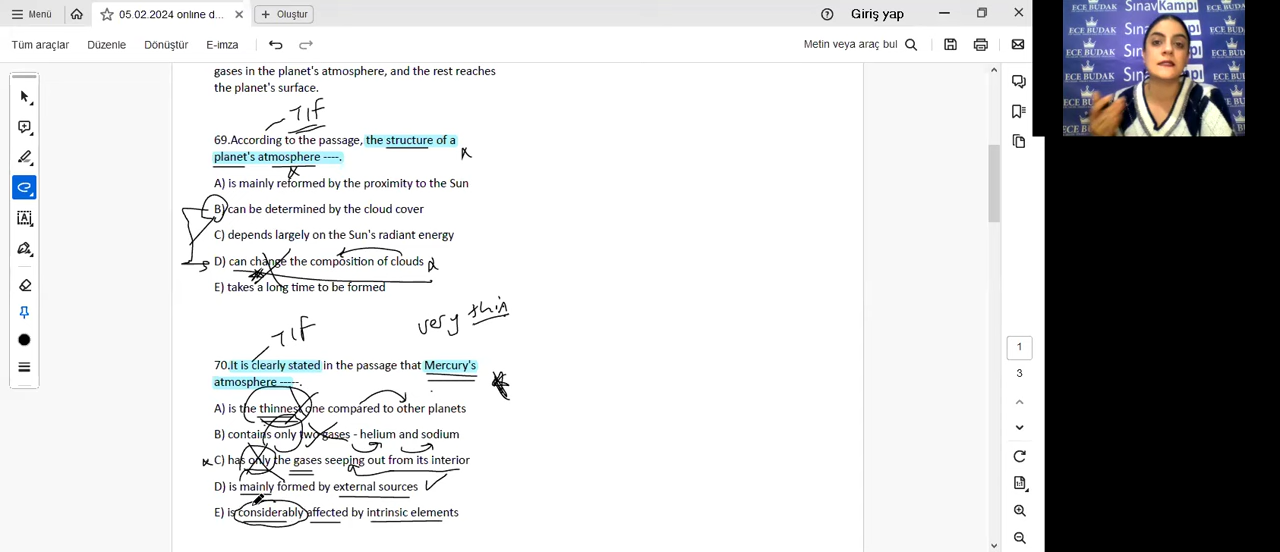 Menü
05.02.2024 online d...
Oluştur
Giriş yap
Tüm araçlar
Düzenle
Dönüştür
E-imza
Metin veya araç bul
gases in the planet's atmosphere, and the rest reaches
the planet's surface.
T/F
69.According to the passage, the structure of a
planet's atmosphere ----.
A) is mainly reformed by the proximity to the Sun
B) can be determined by the cloud cover
C) depends largely on the Sun's radiant energy
D) can change the composition of clouds
E) takes a long time to be formed
very thin
T/F
70.It is clearly stated in the passage that Mercury's
atmosphere -----.
A) is the thinnest one compared to other planets
B) contains only two gases - helium and sodium
C) has only the gases seeping out from its interior
D) is mainly formed by external sources
E) is considerably affected by intrinsic elements
1
3
SınavKampı
ECE BUDAK